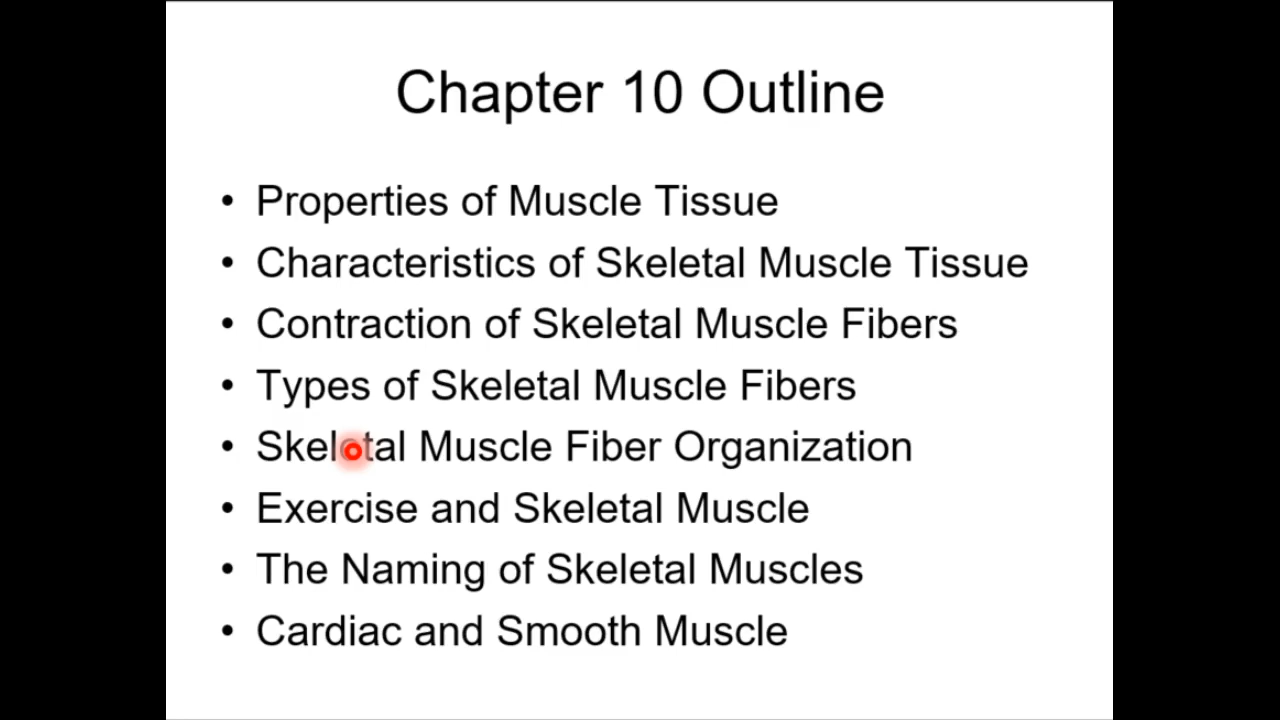 Chapter 10 Outline
• Properties of Muscle Tissue
• Characteristics of Skeletal Muscle Tissue
• Contraction of Skeletal Muscle Fibers
• Types of Skeletal Muscle Fibers
• Skeletal Muscle Fiber Organization
• Exercise and Skeletal Muscle
• The Naming of Skeletal Muscles
• Cardiac and Smooth Muscle